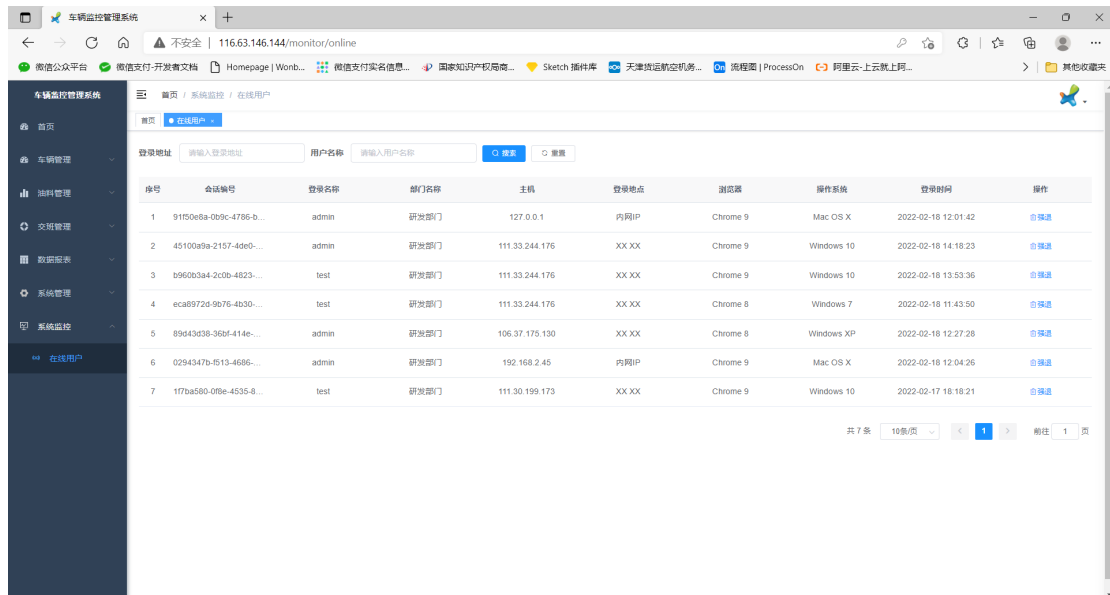 车辆监控管理系统
不安全 | 116.63.146.144/monitor/online
微信公众平台 微信支付-开发者文档 Homepage | Wonb... 微信支付实名信息... 国家知识产权局商... Sketch 插件库 天津货运航空机务... On 流程图 | ProcessOn 阿里云-上云就上阿... 其他收藏夹
车辆监控管理系统 首页 / 系统监控 / 在线用户
首页 在线用户 ×
首页
车辆管理
油料管理
交班管理
数据报表
系统管理
系统监控
在线用户
登录地址 请输入登录地址 用户名称 请输入用户名称 搜索 重置
序号 会话编号 登录名称 部门名称 主机 登录地点 浏览器 操作系统 登录时间 操作
1 91f50e8a-0b9c-4786-b... admin 研发部门 127.0.0.1 内网IP Chrome 9 Mac OS X 2022-02-18 12:01:42 强退
2 45100a9a-2157-4de0-... admin 研发部门 111.33.244.176 XX XX Chrome 9 Windows 10 2022-02-18 14:18:23 强退
3 b960b3a4-2c0b-4823-... test 研发部门 111.33.244.176 XX XX Chrome 9 Windows 10 2022-02-18 13:53:36 强退
4 eca8972d-9b76-4b30-... test 研发部门 111.33.244.176 XX XX Chrome 8 Windows 7 2022-02-18 11:43:50 强退
5 89d43d38-36bf-414e-... admin 研发部门 106.37.175.130 XX XX Chrome 8 Windows XP 2022-02-18 12:27:28 强退
6 0294347b-f513-4686-... admin 研发部门 192.168.2.45 内网IP Chrome 9 Mac OS X 2022-02-18 12:04:26 强退
7 1f7ba580-0f8e-4535-8... test 研发部门 111.30.199.173 XX XX Chrome 9 Windows 10 2022-02-17 18:18:21 强退
共 7 条 10条/页 1 前往 1 页